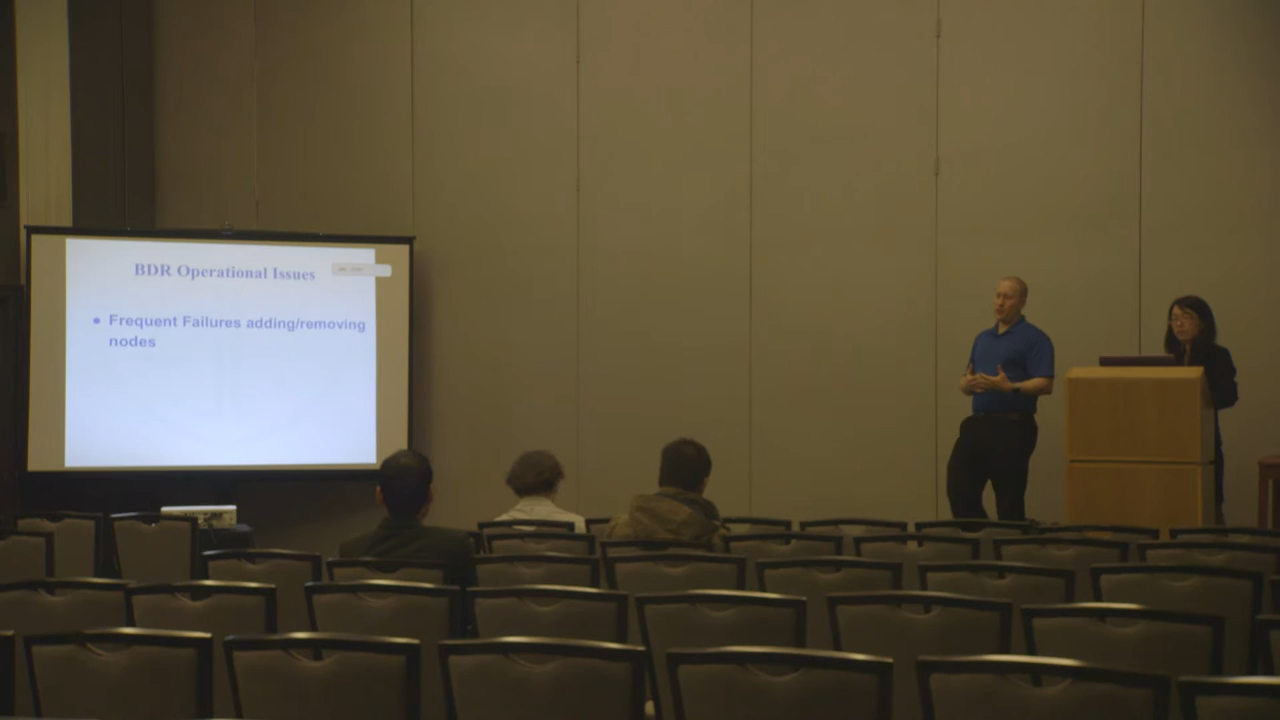 BDR Operational Issues
• Frequent Failures adding/removing
nodes